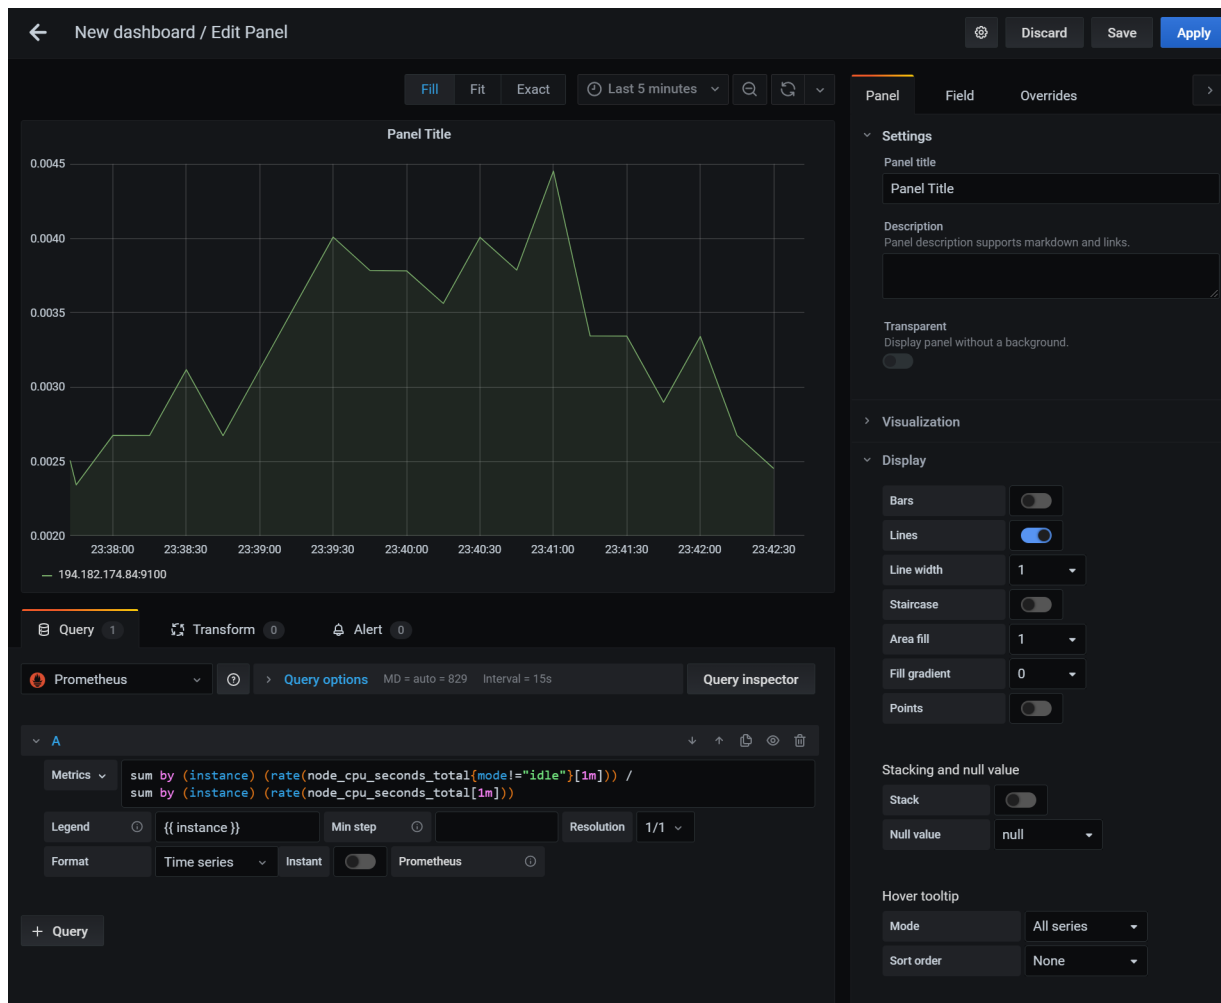 New dashboard / Edit Panel
Discard
Save
Apply
Fill
Fit
Exact
Last 5 minutes
Panel Title
0.0045
0.0040
0.0035
0.0030
0.0025
0.0020
23:38:00
23:38:30
23:39:00
23:39:30
23:40:00
23:40:30
23:41:00
23:41:30
23:42:00
23:42:30
194.182.174.84:9100
Query 1
Transform 0
Alert 0
Prometheus
Query options MD = auto = 829 Interval = 15s
Query inspector
A
Metrics
sum by (instance) (rate(node_cpu_seconds_total{mode!="idle"}[1m])) /
sum by (instance) (rate(node_cpu_seconds_total[1m]))
Legend
{{ instance }}
Min step
Resolution
1/1
Format
Time series
Instant
Prometheus
+ Query
Panel
Field
Overrides
Settings
Panel title
Panel Title
Description
Panel description supports markdown and links.
Transparent
Display panel without a background.
Visualization
Display
Bars
Lines
Line width
1
Staircase
Area fill
1
Fill gradient
0
Points
Stacking and null value
Stack
Null value
null
Hover tooltip
Mode
All series
Sort order
None